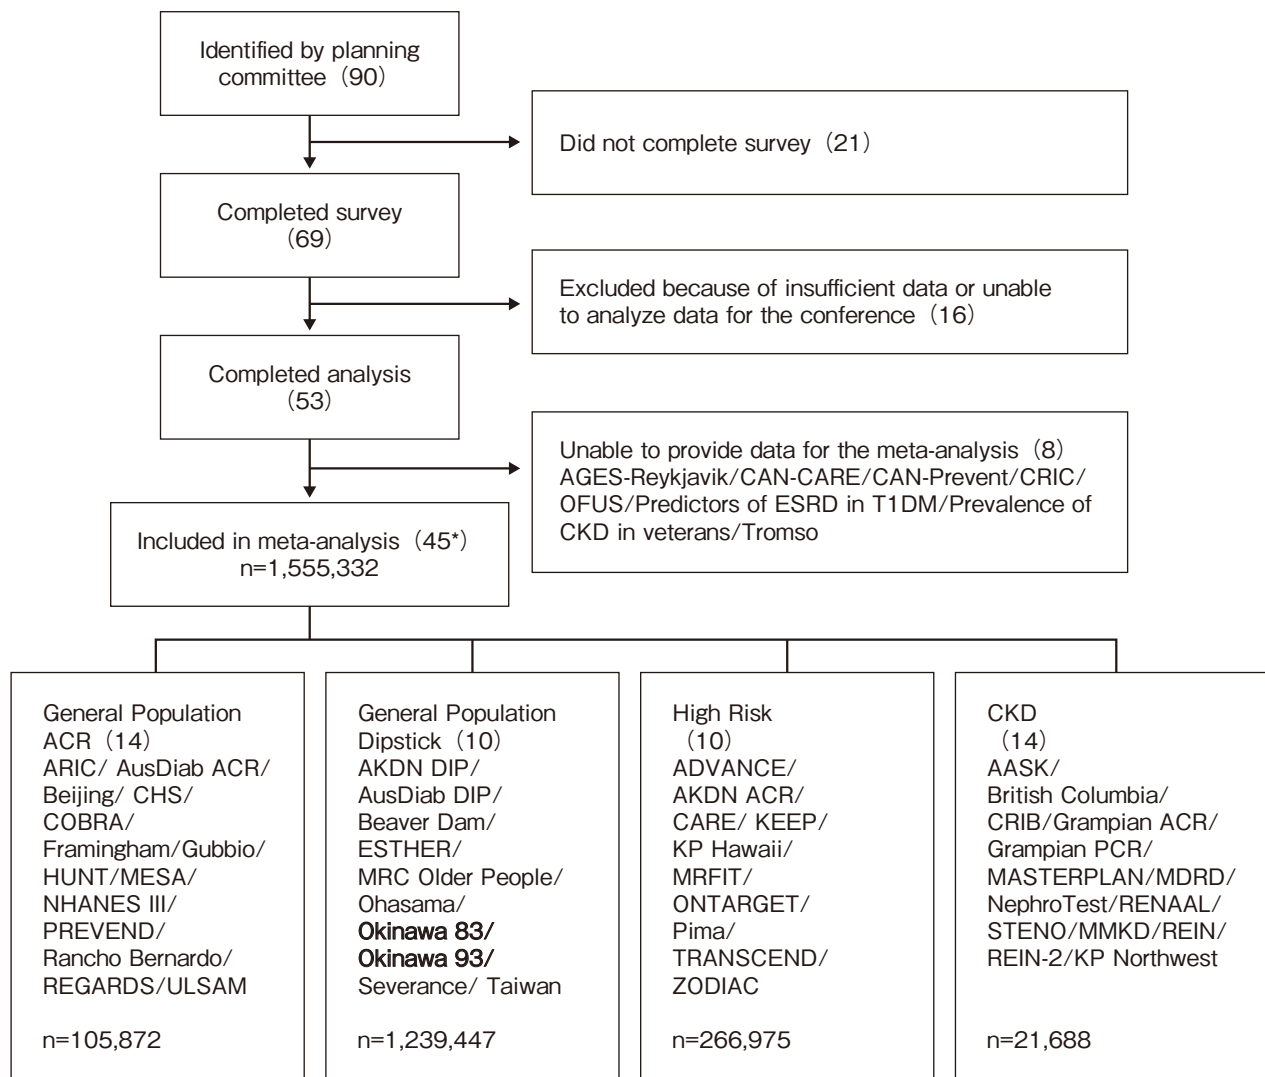 Identified by planning
committee（90）
Did not complete survey（21）
Completed survey
（69）
Excluded because of insufficient data or unable
to analyze data for the conference（16）
Completed analysis
（53）
Unable to provide data for the meta-analysis（8）
AGES-Reykjavik/CAN-CARE/CAN-Prevent/CRIC/
OFUS/Predictors of ESRD in T1DM/Prevalence of
CKD in veterans/Tromso
Included in meta-analysis（45*）
n=1,555,332
General Population
ACR（14）
ARIC/ AusDiab ACR/
Beijing/ CHS/
COBRA/
Framingham/Gubbio/
HUNT/MESA/
NHANES III/
PREVEND/
Rancho Bernardo/
REGARDS/ULSAM
n=105,872
General Population
Dipstick（10）
AKDN DIP/
AusDiab DIP/
Beaver Dam/
ESTHER/
MRC Older People/
Ohasama/
Okinawa 83/
Okinawa 93/
Severance/ Taiwan
n=1,239,447
High Risk
（10）
ADVANCE/
AKDN ACR/
CARE/ KEEP/
KP Hawaii/
MRFIT/
ONTARGET/
Pima/
TRANSCEND/
ZODIAC
n=266,975
CKD
（14）
AASK/
British Columbia/
CRIB/Grampian ACR/
Grampian PCR/
MASTERPLAN/MDRD/
NephroTest/RENAAL/
STENO/MMKD/REIN/
REIN-2/KP Northwest
n=21,688